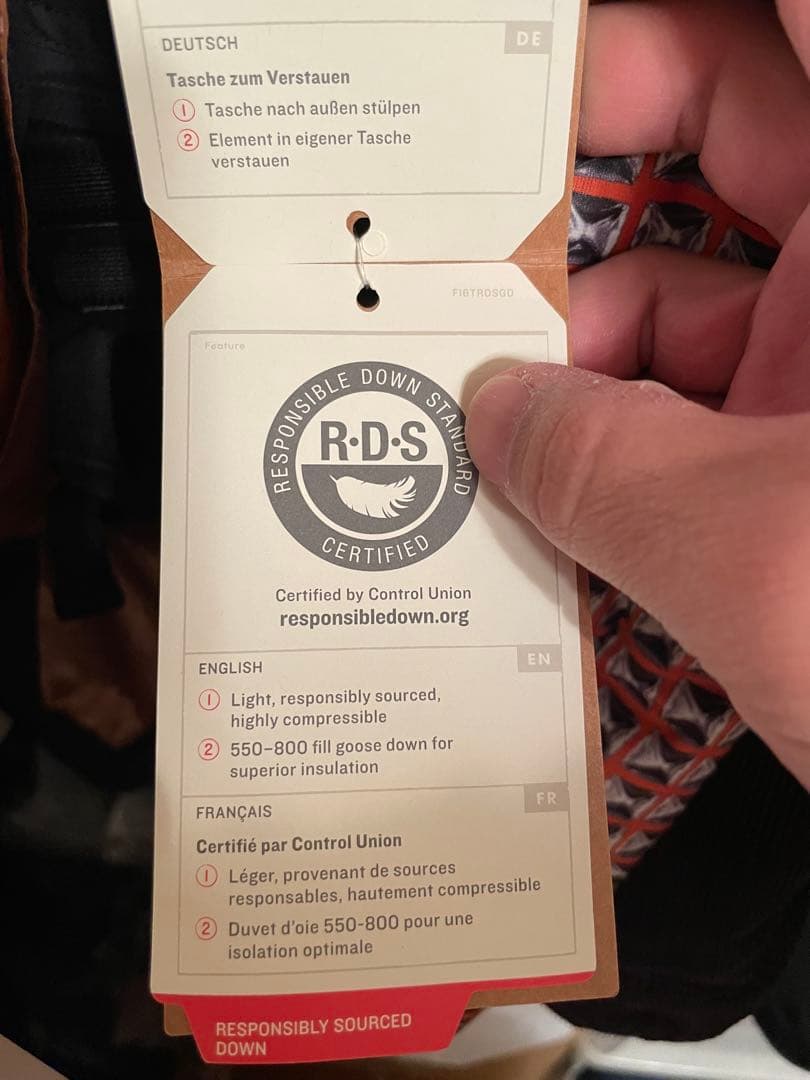 DEUTSCH
DE
Tasche zum Verstauen
1 Tasche nach außen stülpen
2 Element in eigener Tasche
verstauen
F16TRDSGD
Feature
RESPONSIBLE DOWN STANDARD
R·D·S
CERTIFIED
Certified by Control Union
responsibledown.org
ENGLISH
EN
1 Light, responsibly sourced,
highly compressible
2 550–800 fill goose down for
superior insulation
FRANÇAIS
FR
Certifié par Control Union
1 Léger, provenant de sources
responsables, hautement compressible
2 Duvet d'oie 550-800 pour une
isolation optimale
RESPONSIBLY SOURCED
DOWN